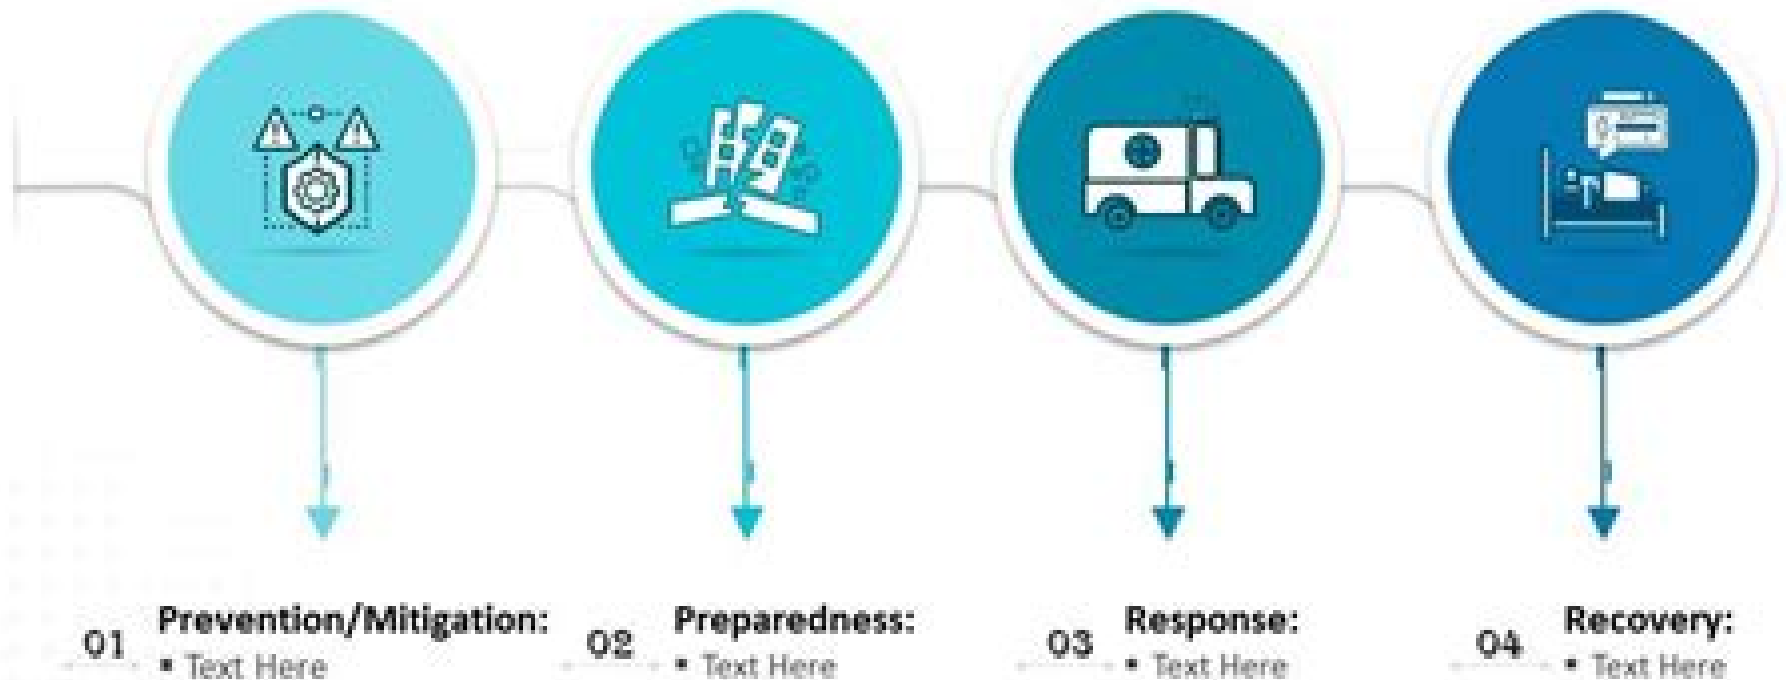 01
Prevention/Mitigation:
▪ Text Here
02
Preparedness:
▪ Text Here
03
Response:
▪ Text Here
04
Recovery:
▪ Text Here